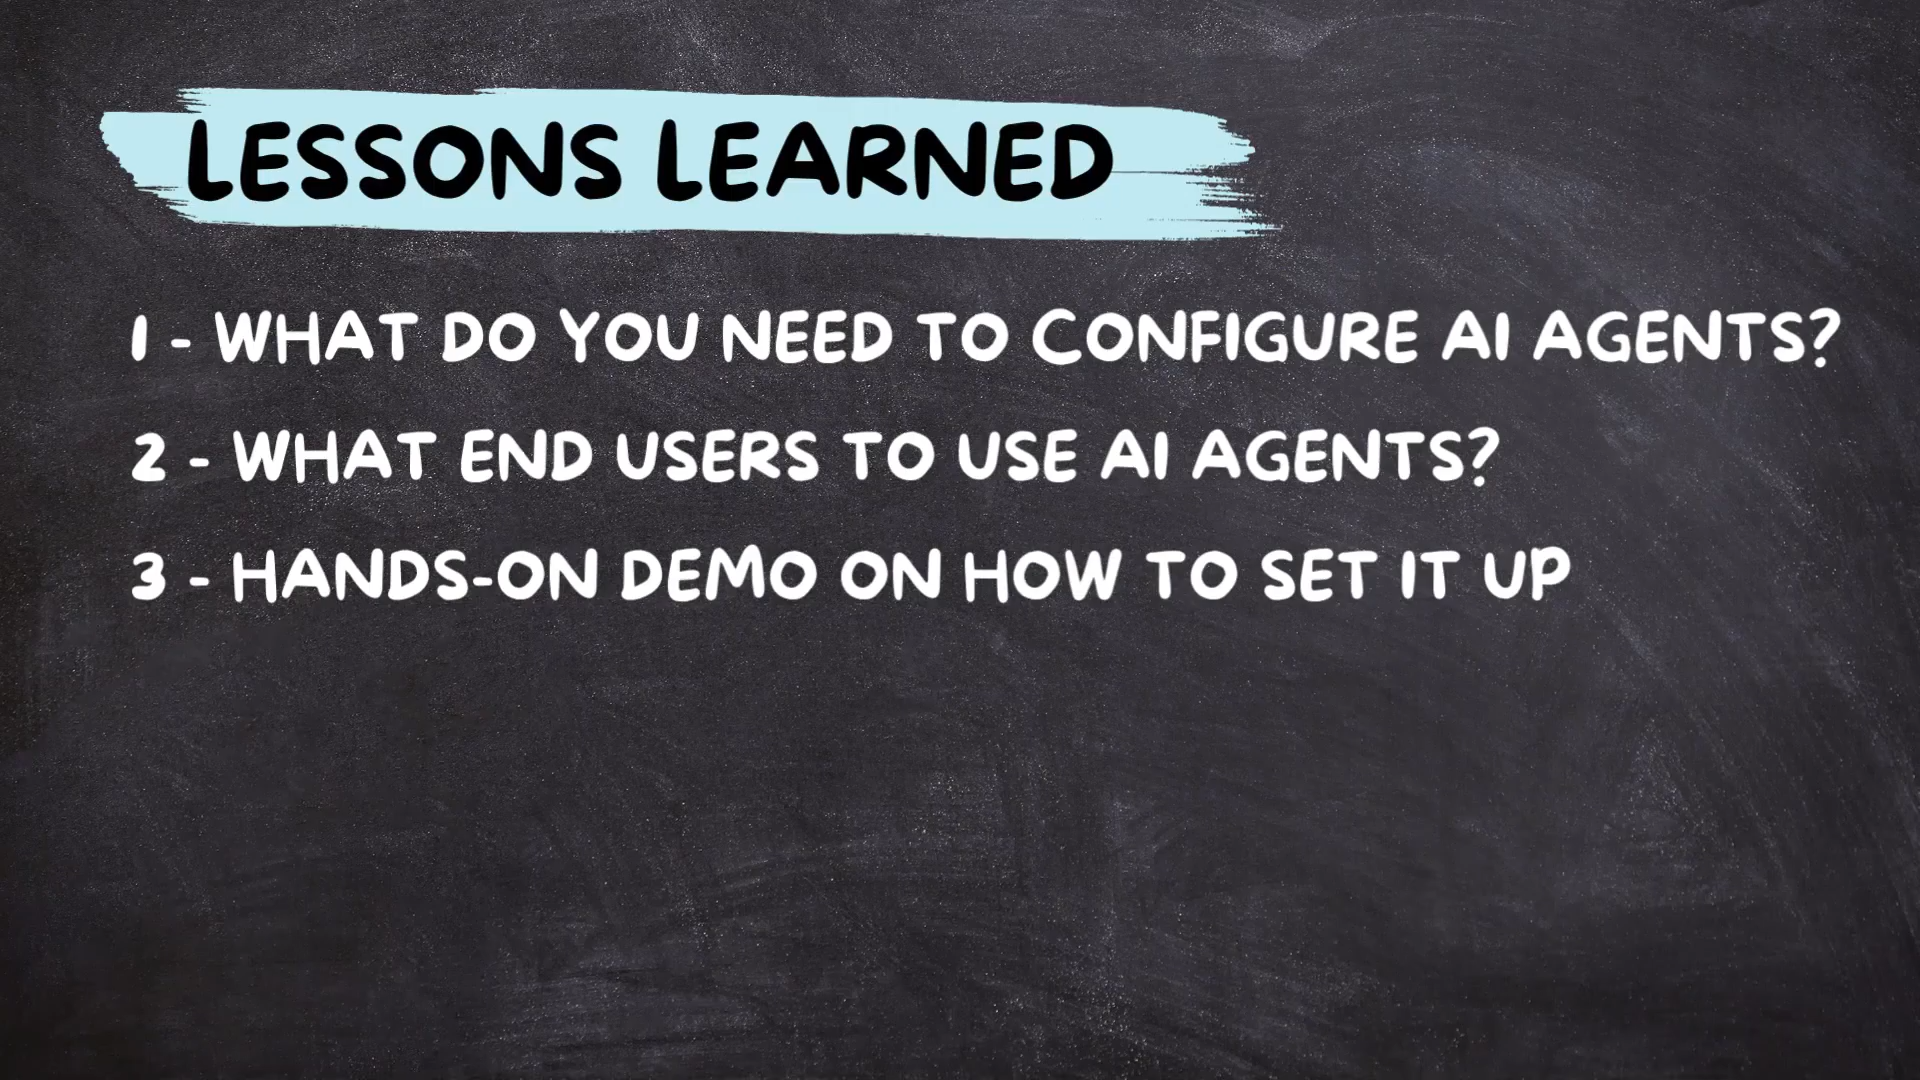 LESSONS LEARNED
1 - WHAT DO YOU NEED TO CONFIGURE AI AGENTS?
2 - WHAT END USERS TO USE AI AGENTS?
3 - HANDS-ON DEMO ON HOW TO SET IT UP